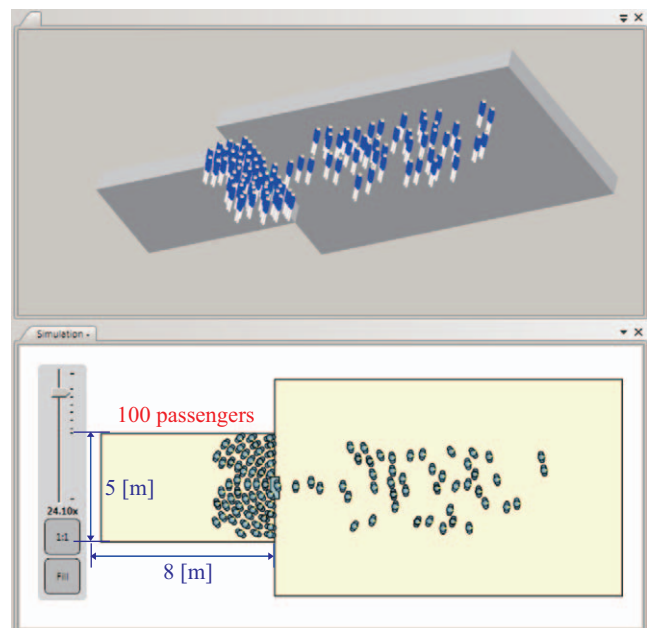 Simulation
100 passengers
5 [m]
24.10x
1:1
Fill
8 [m]